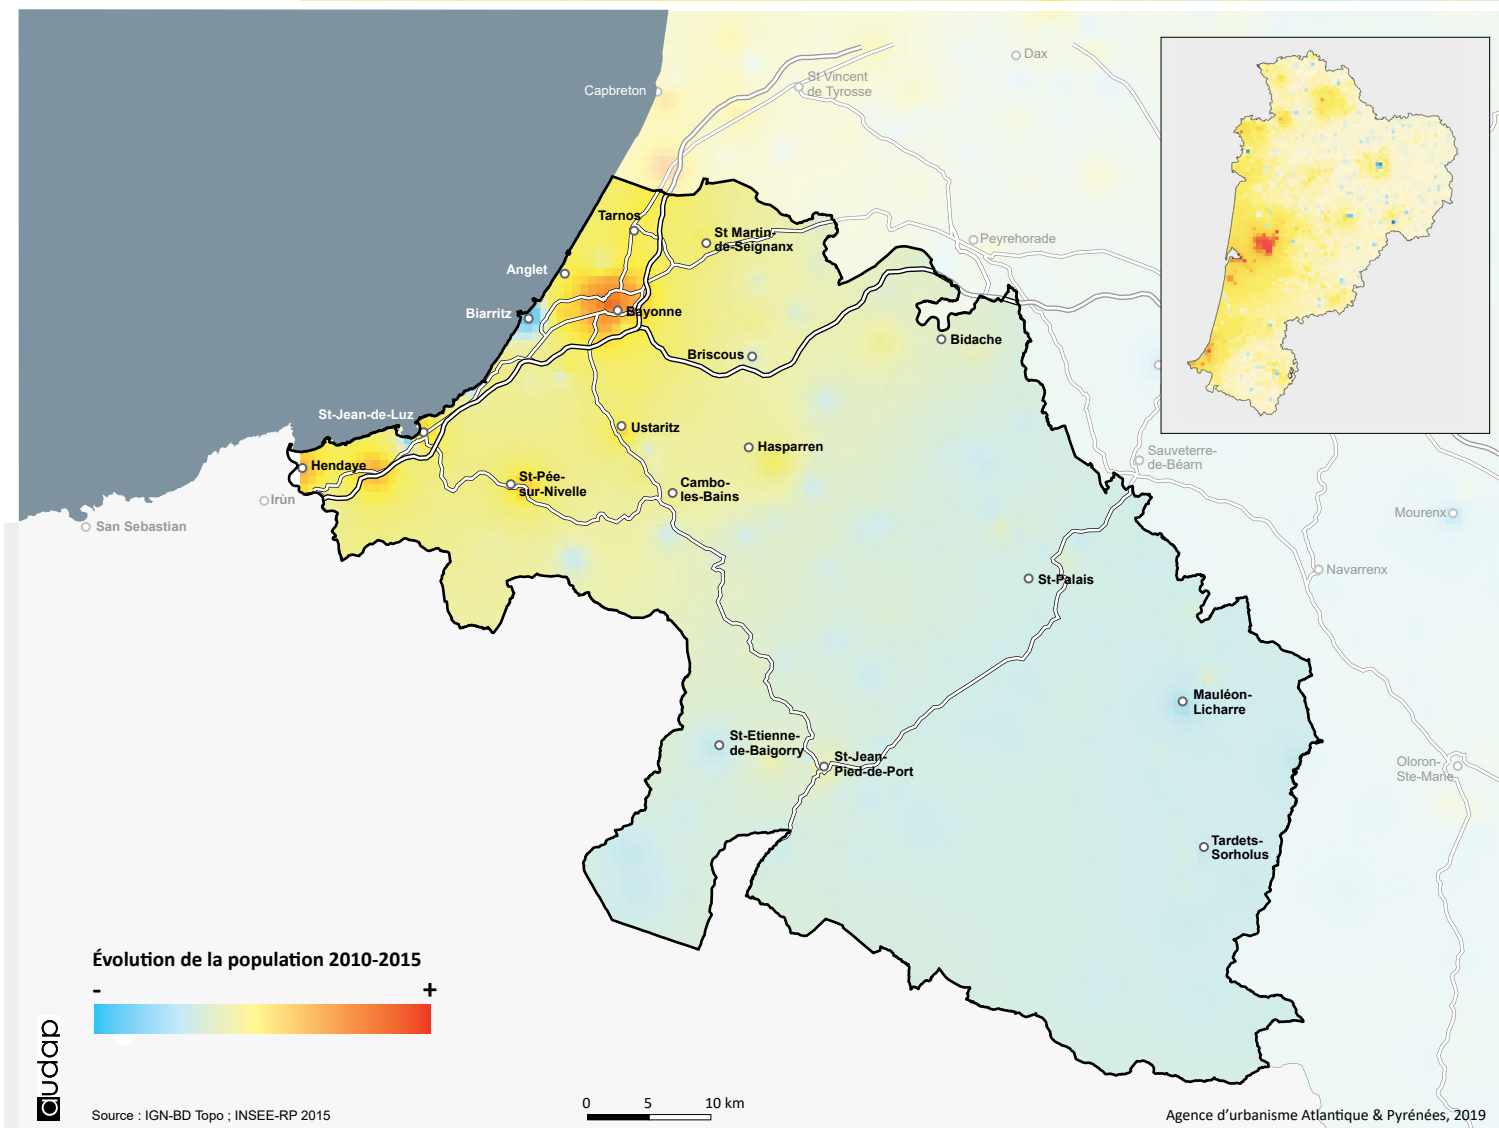 Dax
St Vincent
de Tyrosse
Capbreton
Tarnos
St Martin-
de-Seignanx
Peyrehorade
Anglet
Biarritz
Bayonne
Bidache
Briscous
St-Jean-de-Luz
Ustaritz
Hasparren
Hendaye
St-Pée-
sur-Nivelle
Cambo-
les-Bains
Sauveterre-
de-Béarn
Irùn
San Sebastian
Mourenx
Navarrenx
St-Palais
Mauléon-
Licharre
St-Etienne-
de-Baigorry
St-Jean-
Pied-de-Port
Oloron-
Ste-Marie
Tardets-
Sorholus
Évolution de la population 2010-2015
- +
audap
Source : IGN-BD Topo ; INSEE-RP 2015
0 5 10 km
Agence d'urbanisme Atlantique & Pyrénées, 2019